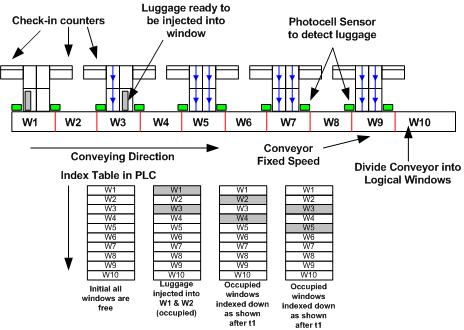 Check-in counters
Luggage ready to
be injected into
window
Photocell Sensor
to detect luggage
W1 W2 W3 W4 W5 W6 W7 W8 W9 W10
Conveying Direction
Conveyor
Fixed Speed
Divide Conveyor into
Logical Windows
Index Table in PLC
W1 W1 W1 W1
W2 W2 W2 W2
W3 W3 W3 W3
W4 W4 W4 W4
W5 W5 W5 W5
W6 W6 W6 W6
W7 W7 W7 W7
W8 W8 W8 W8
W9 W9 W9 W9
W10 W10 W10 W10
Initial all
windows are
free
Luggage
injected into
W1 & W2
(occupied)
Occupied
windows
indexed down
as shown
after t1
Occupied
windows
indexed down
as shown
after t1